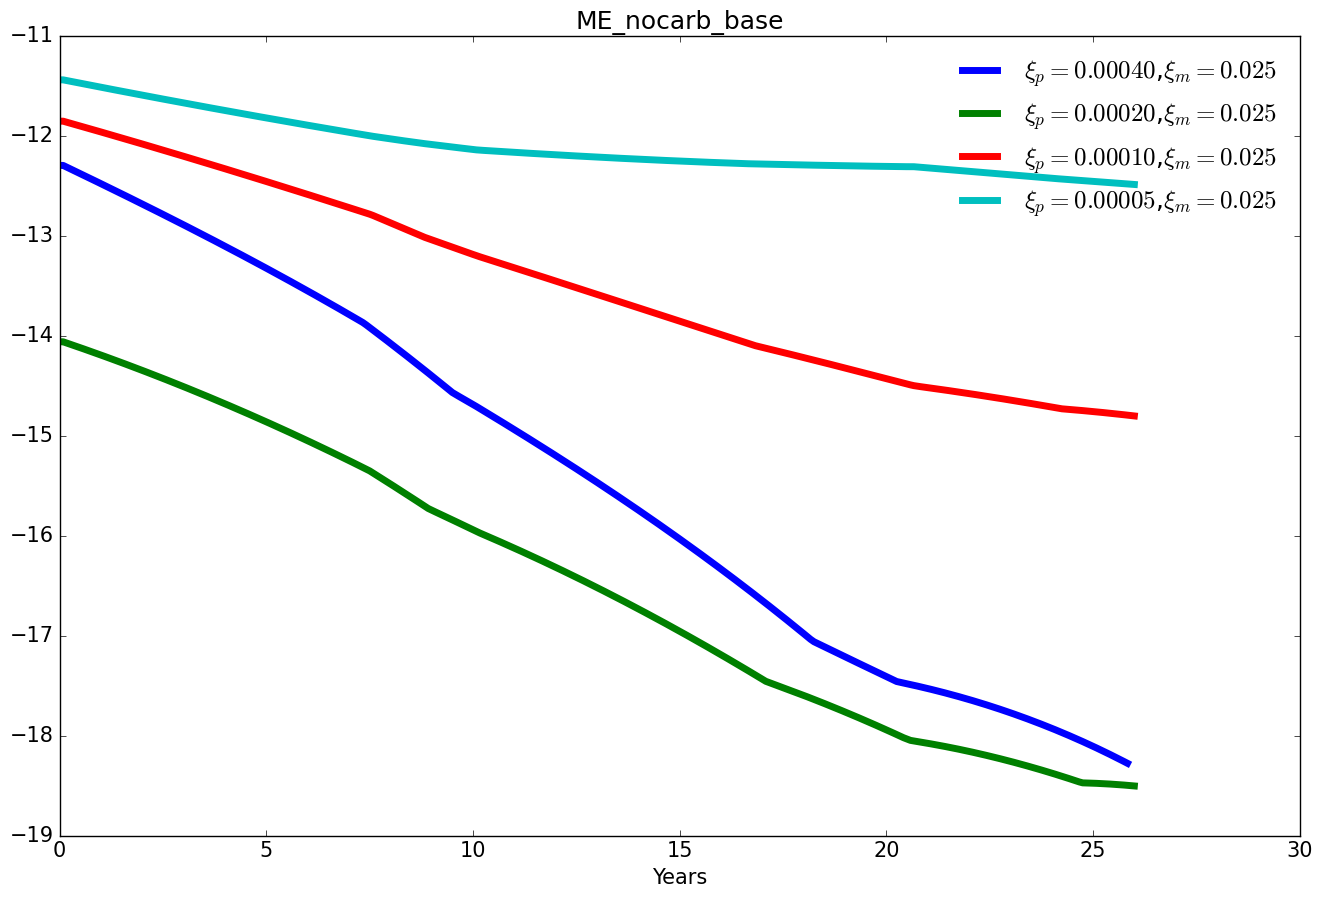 ME_nocarb_base
−11
−12
−13
−14
−15
−16
−17
−18
−19
ξp = 0.00040,ξm = 0.025
ξp = 0.00020,ξm = 0.025
ξp = 0.00010,ξm = 0.025
ξp = 0.00005,ξm = 0.025
0 5 10 15 20 25 30
Years